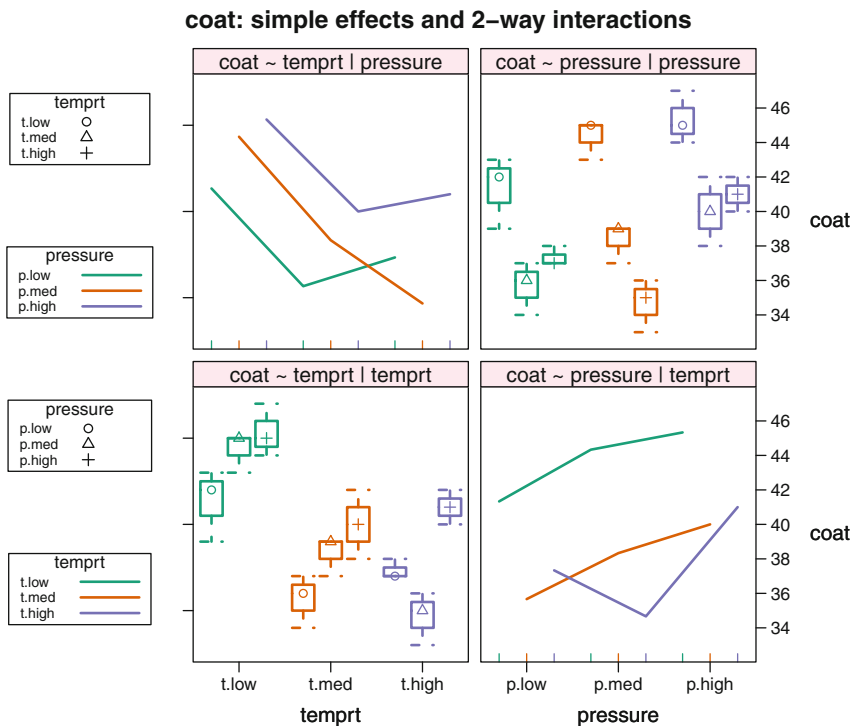 coat: simple effects and 2−way interactions
coat ~ temprt | pressure
coat ~ pressure | pressure
temprt
t.low
t.med
t.high
pressure
p.low
p.med
p.high
46
44
42
40
38
36
34
coat
coat ~ temprt | temprt
coat ~ pressure | temprt
pressure
p.low
p.med
p.high
temprt
t.low
t.med
t.high
46
44
42
40
38
36
34
coat
t.low t.med t.high
p.low p.med p.high
temprt
pressure